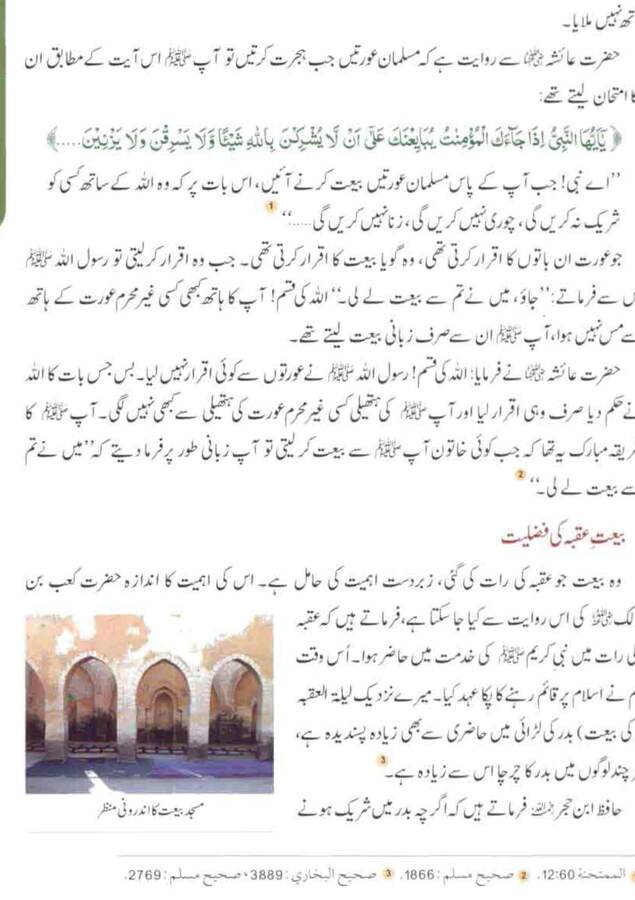 نہیں ملایا۔
حضرت عائشہ رضی اللہ عنہا سے روایت ہے کہ مسلمان عورتیں جب ہجرت کرتیں تو آپ ﷺ اس آیت کے مطابق ان
کا امتحان لیتے تھے:
﴿ يَا أَيُّهَا النَّبِيُّ إِذَا جَاءَكَ الْمُؤْمِنٰتُ يُبَايِعْنَكَ عَلٰى اَنْ لَّا يُشْرِكْنَ بِاللّٰهِ شَيْئًا وَّلَا يَسْرِقْنَ وَلَا يَزْنِيْنَ.....﴾
’’اے نبی! جب آپ کے پاس مسلمان عورتیں بیعت کرنے آئیں، اس بات پر کہ وہ اللہ کے ساتھ کسی کو
شریک نہ کریں گی، چوری نہیں کریں گی، زنا نہیں کریں گی.....‘‘ 1
جو عورت ان باتوں کا اقرار کرتی تھی، وہ گویا بیعت کا اقرار کرتی تھی۔ جب وہ اقرار کر لیتی تو رسول اللہ ﷺ
سے فرماتے: ’’جاؤ، میں نے تم سے بیعت لے لی۔‘‘ اللہ کی قسم! آپ کا ہاتھ کبھی کسی غیر محرم عورت کے ہاتھ
سے مس نہیں ہوا، آپ ﷺ ان سے صرف زبانی بیعت لیتے تھے۔
حضرت عائشہ رضی اللہ عنہا نے فرمایا: اللہ کی قسم! رسول اللہ ﷺ نے عورتوں سے کوئی اقرار نہیں لیا۔ بس جس بات کا اللہ
نے حکم دیا صرف وہی اقرار لیا اور آپ ﷺ کی ہتھیلی کسی غیر محرم عورت کی ہتھیلی سے کبھی نہیں لگی۔ آپ ﷺ کا
مبارک یہ تھا کہ جب کوئی خاتون آپ ﷺ سے بیعت کر لیتی تو آپ زبانی طور پر فرما دیتے کہ ’’میں نے تم
سے بیعت لے لی۔‘‘ 2
بیعتِ عقبہ کی فضلیت
وہ بیعت جو عقبہ کی رات کی گئی، زبردست اہمیت کی حامل ہے۔ اس کی اہمیت کا اندازہ حضرت کعب بن
رضی اللہ عنہ کی اس روایت سے کیا جا سکتا ہے، فرماتے ہیں کہ عقبہ
کی رات میں نبی کریم ﷺ کی خدمت میں حاضر ہوا۔ اُس وقت
نے اسلام پر قائم رہنے کا پکا عہد کیا۔ میرے نزدیک لیلۃ العقبہ
کی بیعت) بدر کی لڑائی میں حاضری سے بھی زیادہ پسندیدہ ہے،
چند لوگوں میں بدر کا چرچا اس سے زیادہ ہے۔ 3
حافظ ابن حجر رحمہ اللہ فرماتے ہیں کہ اگرچہ بدر میں شریک ہونے
مسجد بیعت کا اندرونی منظر
الممتحنة 12:60. 2 صحيح مسلم: 1866. 3 صحيح البخاري: 3889، صحيح مسلم: 2769.